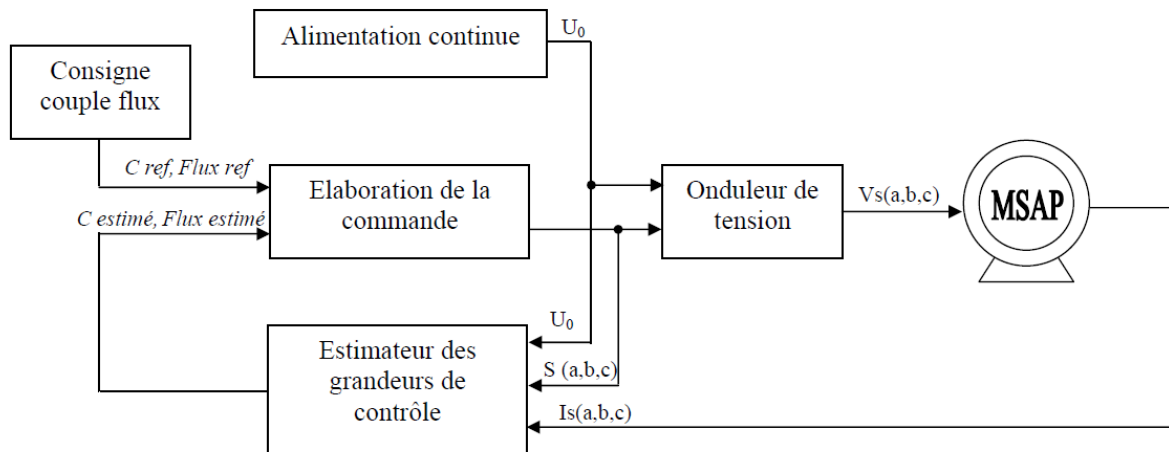 Alimentation continue
U₀
Consigne
couple flux
C ref, Flux ref
C estimé, Flux estimé
Elaboration de la
commande
Onduleur de
tension
Vs(a,b,c)
MSAP
U₀
S (a,b,c)
Is(a,b,c)
Estimateur des
grandeurs de
contrôle